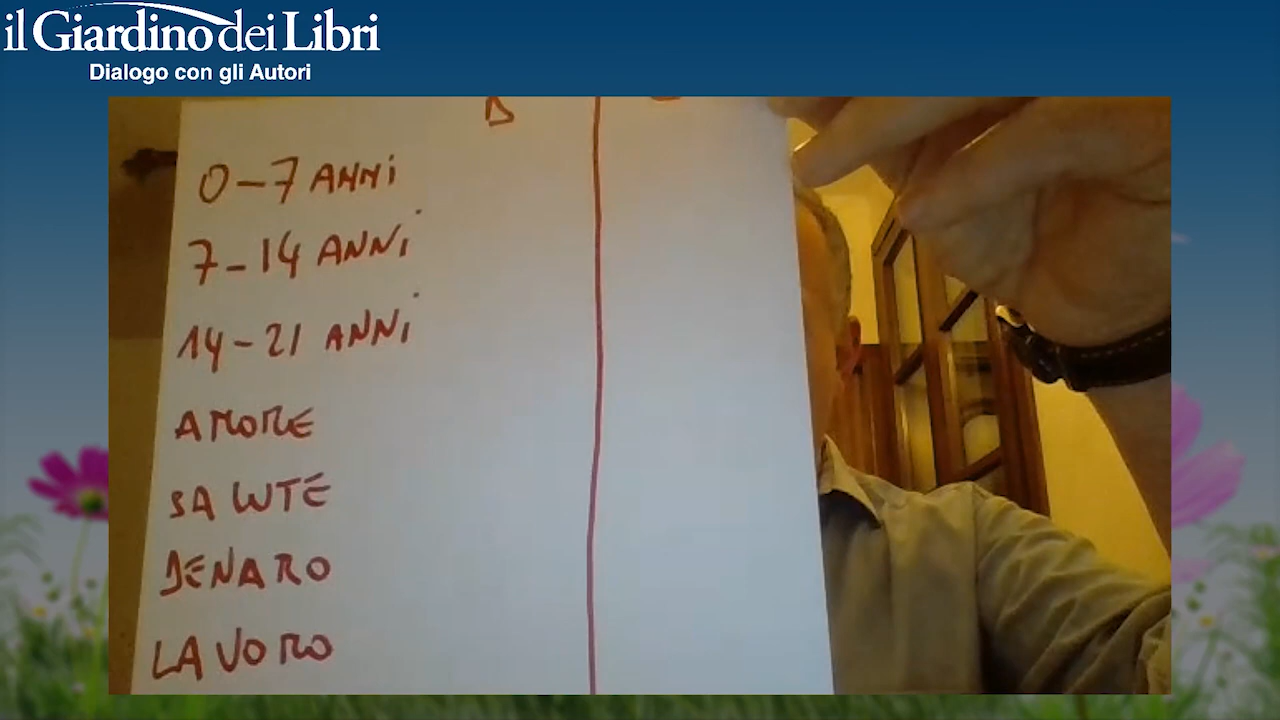 il Giardino dei Libri
Dialogo con gli Autori
0-7 ANNI
7-14 ANNI
14-21 ANNI
AMORE
SALUTE
DENARO
LAVORO